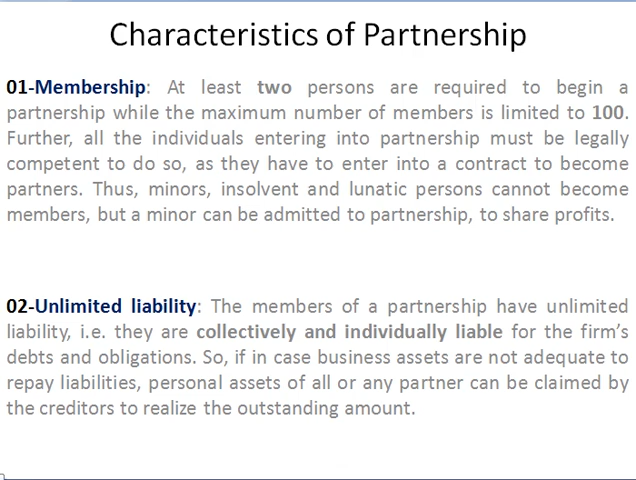 Characteristics of Partnership
01-Membership: At least two persons are required to begin a
partnership while the maximum number of members is limited to 100.
Further, all the individuals entering into partnership must be legally
competent to do so, as they have to enter into a contract to become
partners. Thus, minors, insolvent and lunatic persons cannot become
members, but a minor can be admitted to partnership, to share profits.
02-Unlimited liability: The members of a partnership have unlimited
liability, i.e. they are collectively and individually liable for the firm's
debts and obligations. So, if in case business assets are not adequate to
repay liabilities, personal assets of all or any partner can be claimed by
the creditors to realize the outstanding amount.